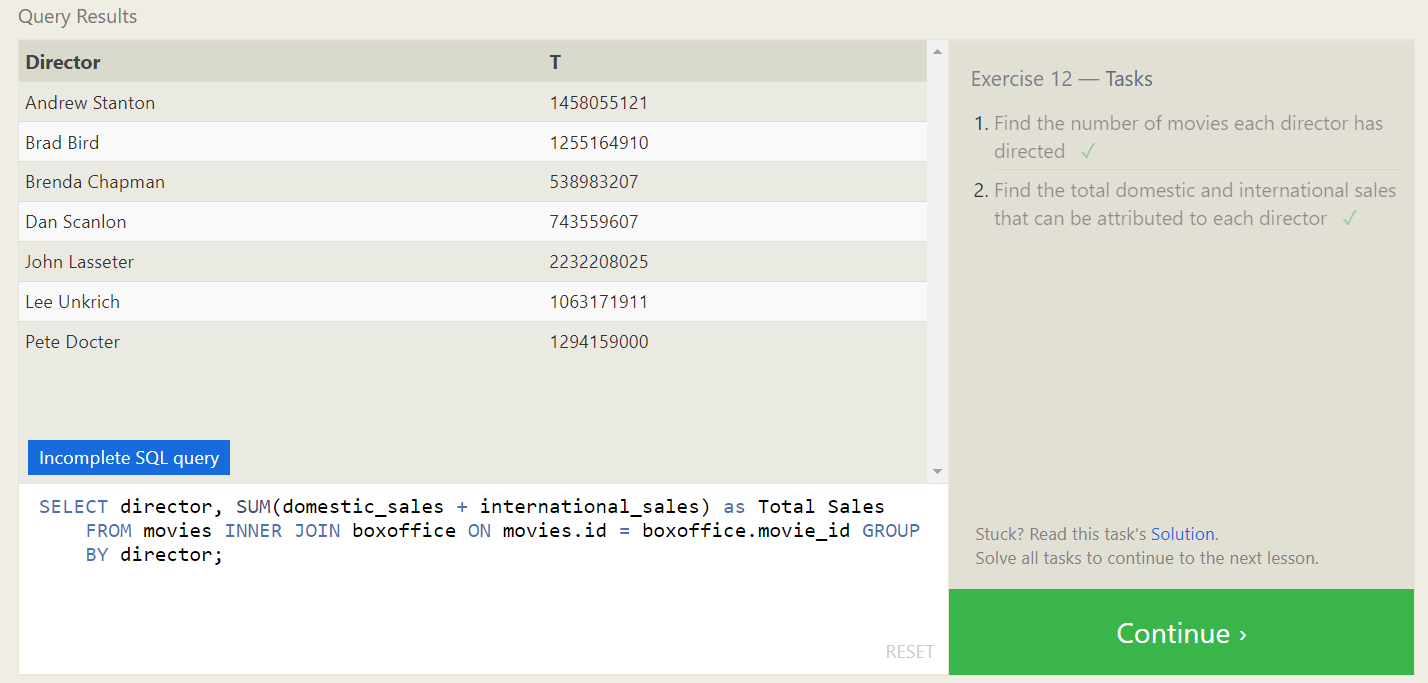 Query Results
Director T
Andrew Stanton 1458055121
Brad Bird 1255164910
Brenda Chapman 538983207
Dan Scanlon 743559607
John Lasseter 2232208025
Lee Unkrich 1063171911
Pete Docter 1294159000
Incomplete SQL query
SELECT director, SUM(domestic_sales + international_sales) as Total Sales
FROM movies INNER JOIN boxoffice ON movies.id = boxoffice.movie_id GROUP
BY director;
RESET
Exercise 12 — Tasks
1. Find the number of movies each director has
directed ✓
2. Find the total domestic and international sales
that can be attributed to each director ✓
Stuck? Read this task's Solution.
Solve all tasks to continue to the next lesson.
Continue ›